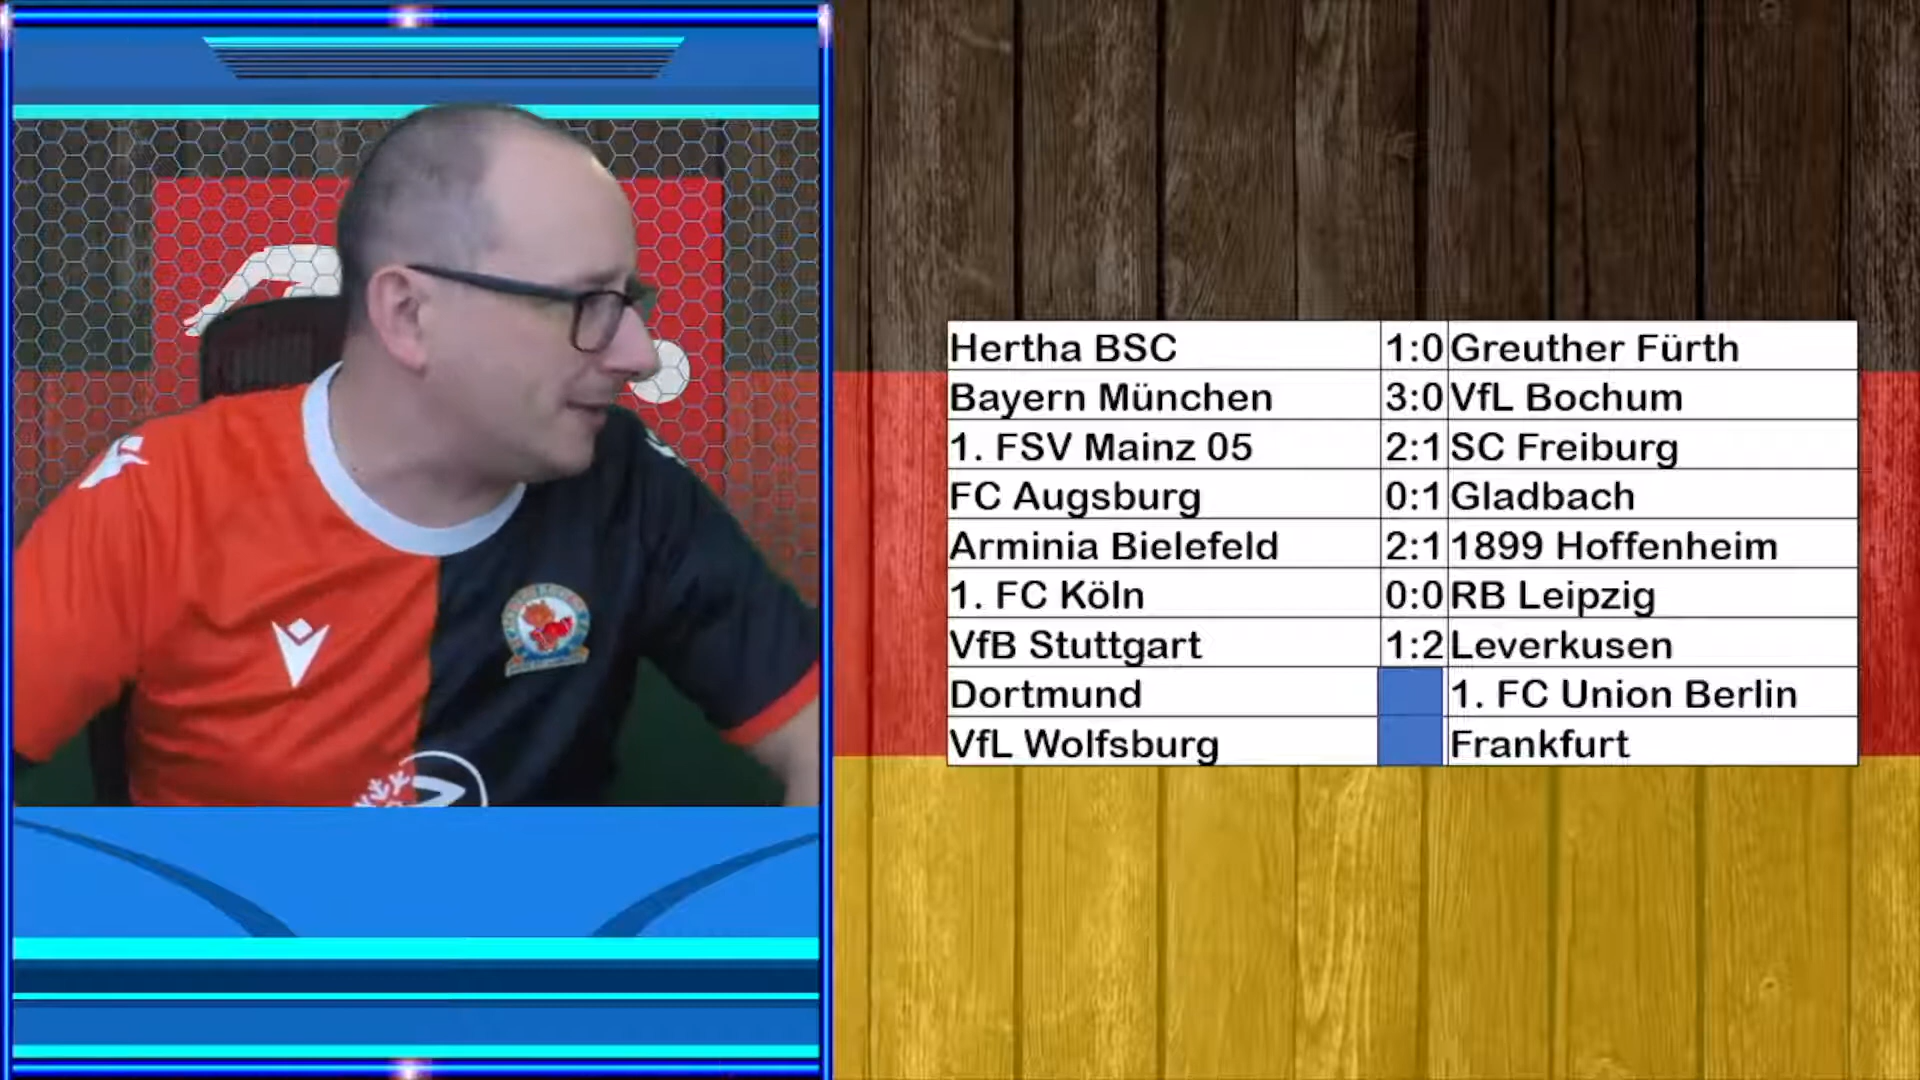 Hertha BSC 1:0 Greuther Fürth
Bayern München 3:0 VfL Bochum
1. FSV Mainz 05 2:1 SC Freiburg
FC Augsburg 0:1 Gladbach
Arminia Bielefeld 2:1 1899 Hoffenheim
1. FC Köln 0:0 RB Leipzig
VfB Stuttgart 1:2 Leverkusen
Dortmund 1. FC Union Berlin
VfL Wolfsburg Frankfurt